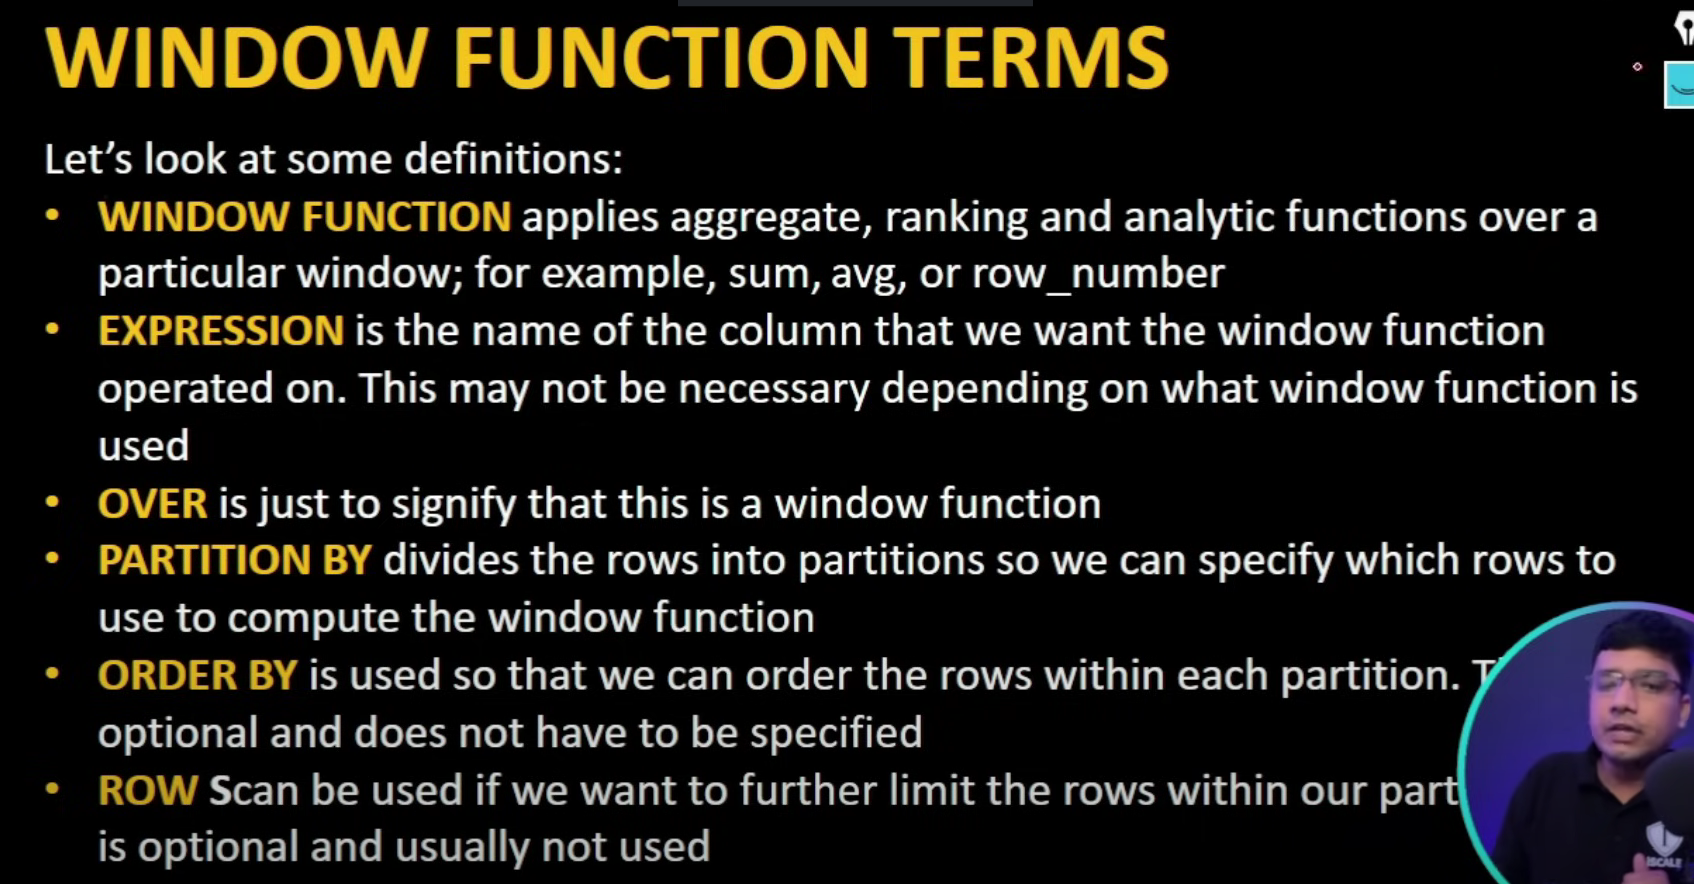 WINDOW FUNCTION TERMS
Let's look at some definitions:
• WINDOW FUNCTION applies aggregate, ranking and analytic functions over a
particular window; for example, sum, avg, or row_number
• EXPRESSION is the name of the column that we want the window function
operated on. This may not be necessary depending on what window function is
used
• OVER is just to signify that this is a window function
• PARTITION BY divides the rows into partitions so we can specify which rows to
use to compute the window function
• ORDER BY is used so that we can order the rows within each partition.
optional and does not have to be specified
• ROW Scan be used if we want to further limit the rows within our
is optional and usually not used
ISCALE